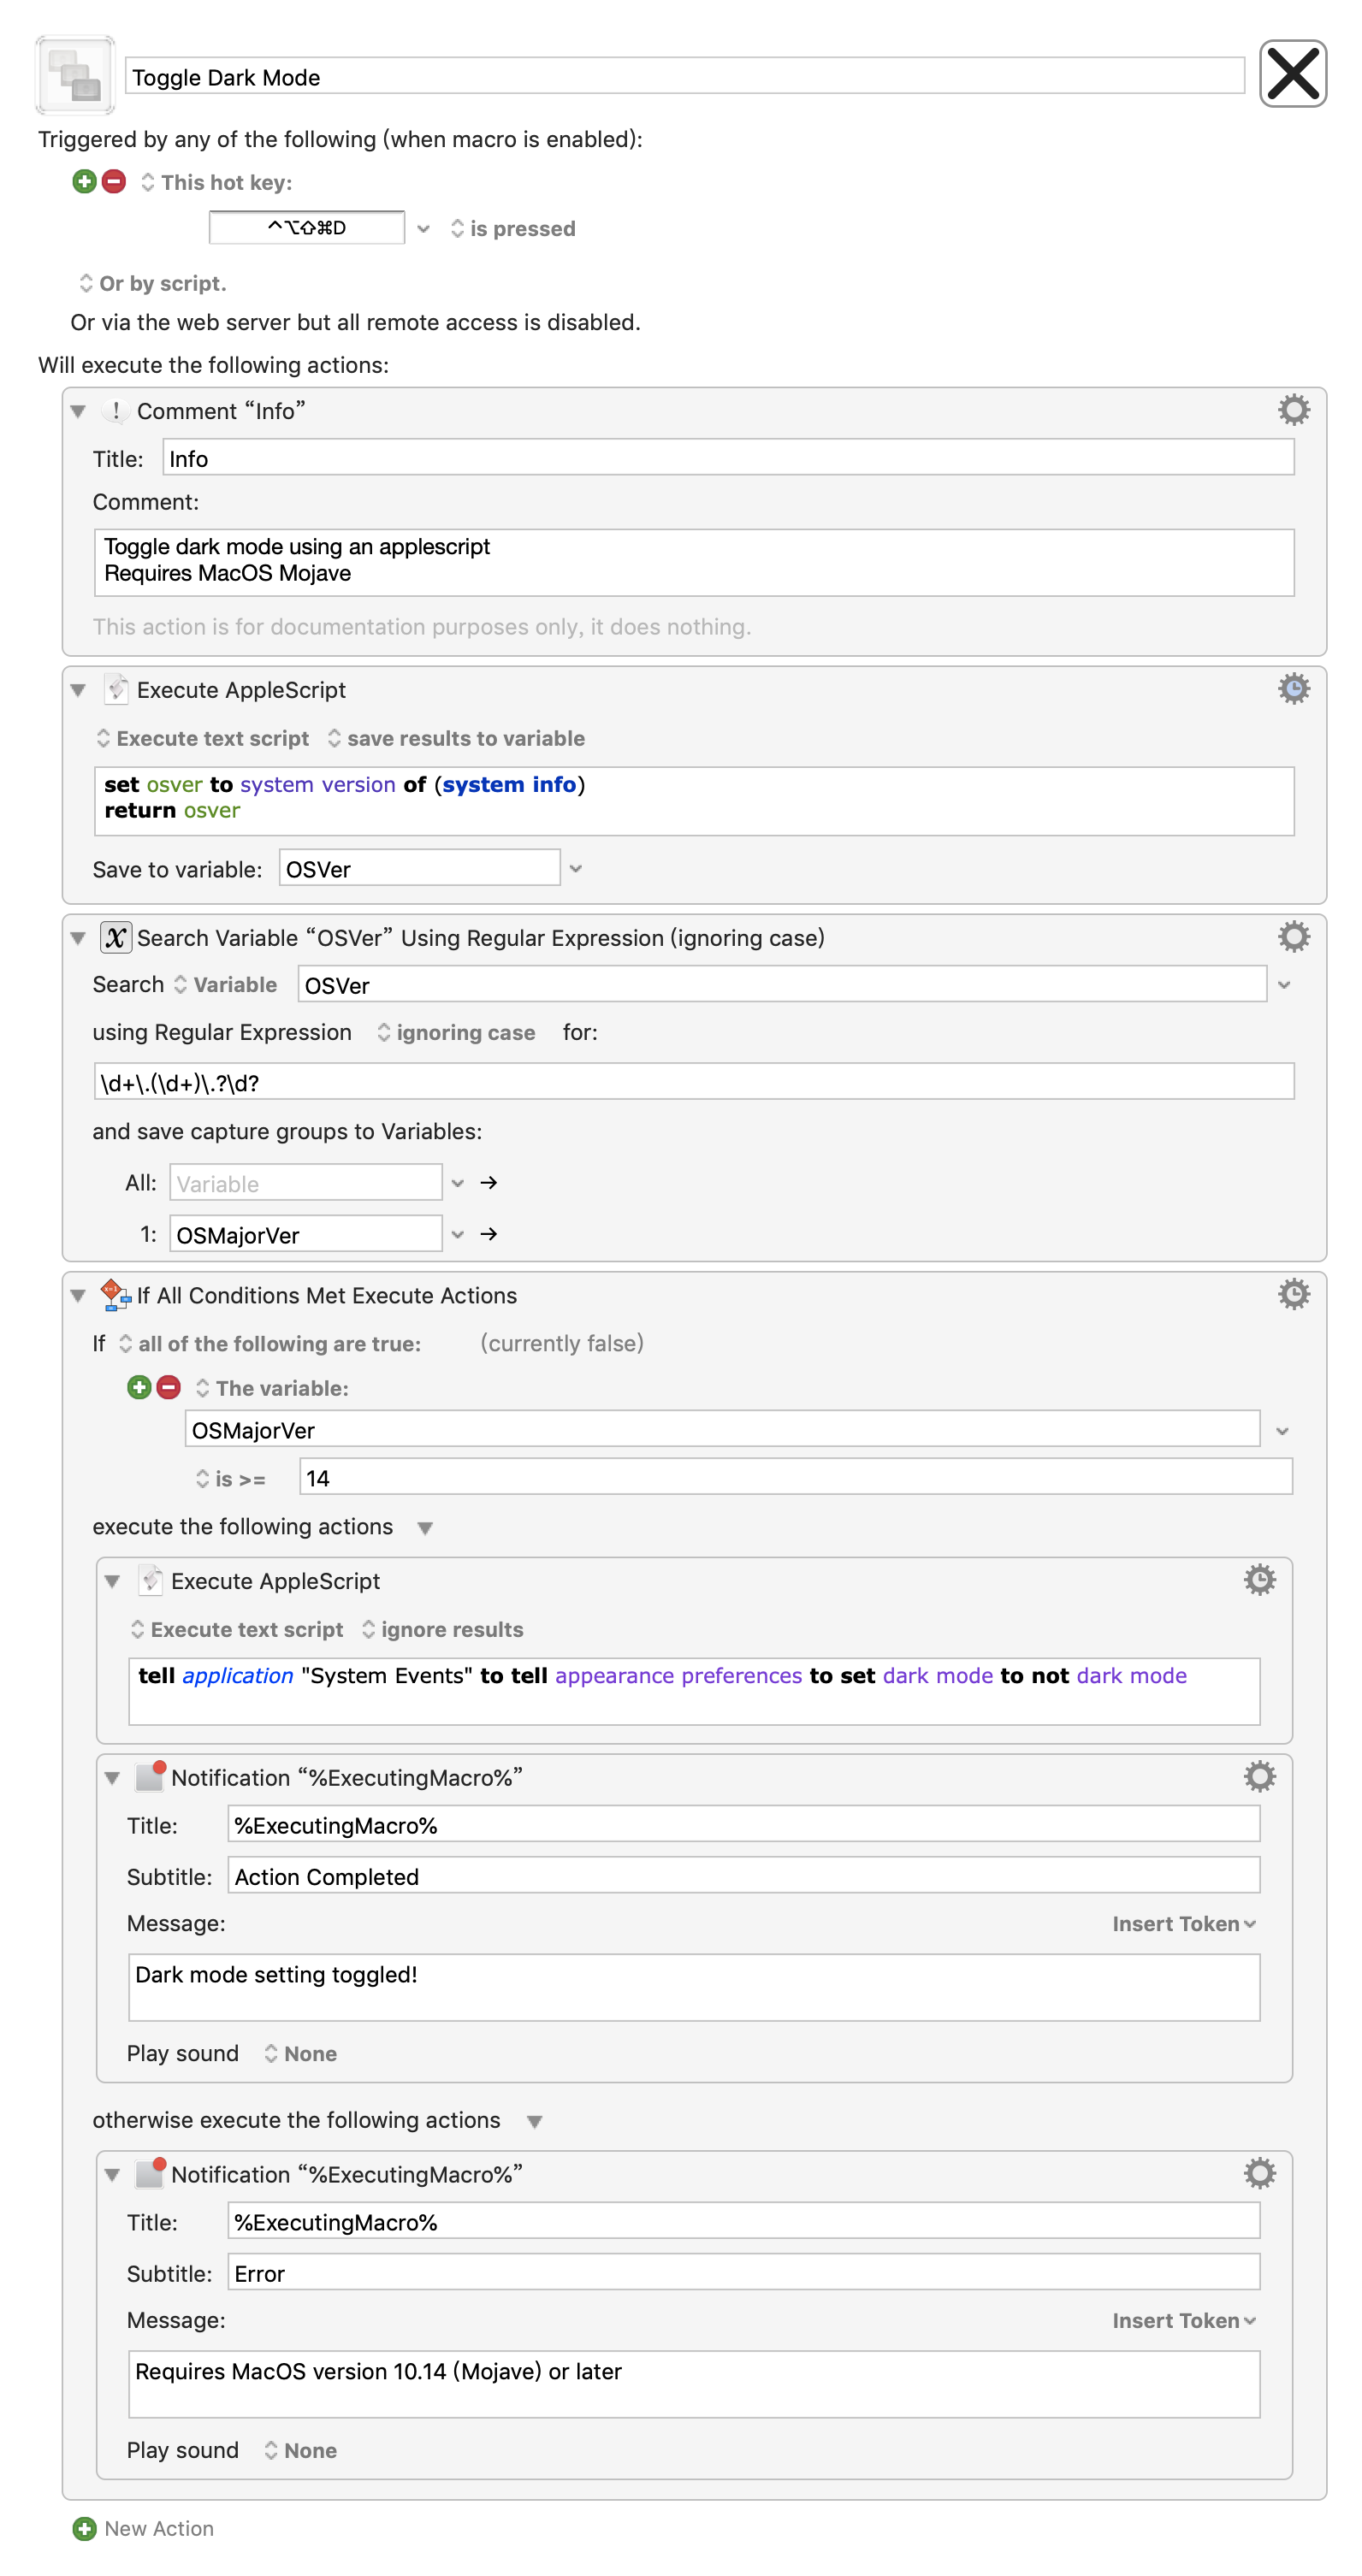 Toggle Dark Mode
Triggered by any of the following (when macro is enabled):
This hot key:
^⌥⇧⌘D is pressed
Or by script.
Or via the web server but all remote access is disabled.
Will execute the following actions:
Comment “Info”
Title: Info
Comment:
Toggle dark mode using an applescript
Requires MacOS Mojave
This action is for documentation purposes only, it does nothing.
Execute AppleScript
Execute text script save results to variable
set osver to system version of (system info)
return osver
Save to variable: OSVer
Search Variable “OSVer” Using Regular Expression (ignoring case)
Search Variable OSVer
using Regular Expression ignoring case for:
\d+\.(\d+)\.?\d?
and save capture groups to Variables:
All: Variable →
1: OSMajorVer →
If All Conditions Met Execute Actions
If all of the following are true: (currently false)
The variable:
OSMajorVer
is >= 14
execute the following actions
Execute AppleScript
Execute text script ignore results
tell application "System Events" to tell appearance preferences to set dark mode to not dark mode
Notification “%ExecutingMacro%”
Title: %ExecutingMacro%
Subtitle: Action Completed
Message: Insert Token
Dark mode setting toggled!
Play sound None
otherwise execute the following actions
Notification “%ExecutingMacro%”
Title: %ExecutingMacro%
Subtitle: Error
Message: Insert Token
Requires MacOS version 10.14 (Mojave) or later
Play sound None
New Action